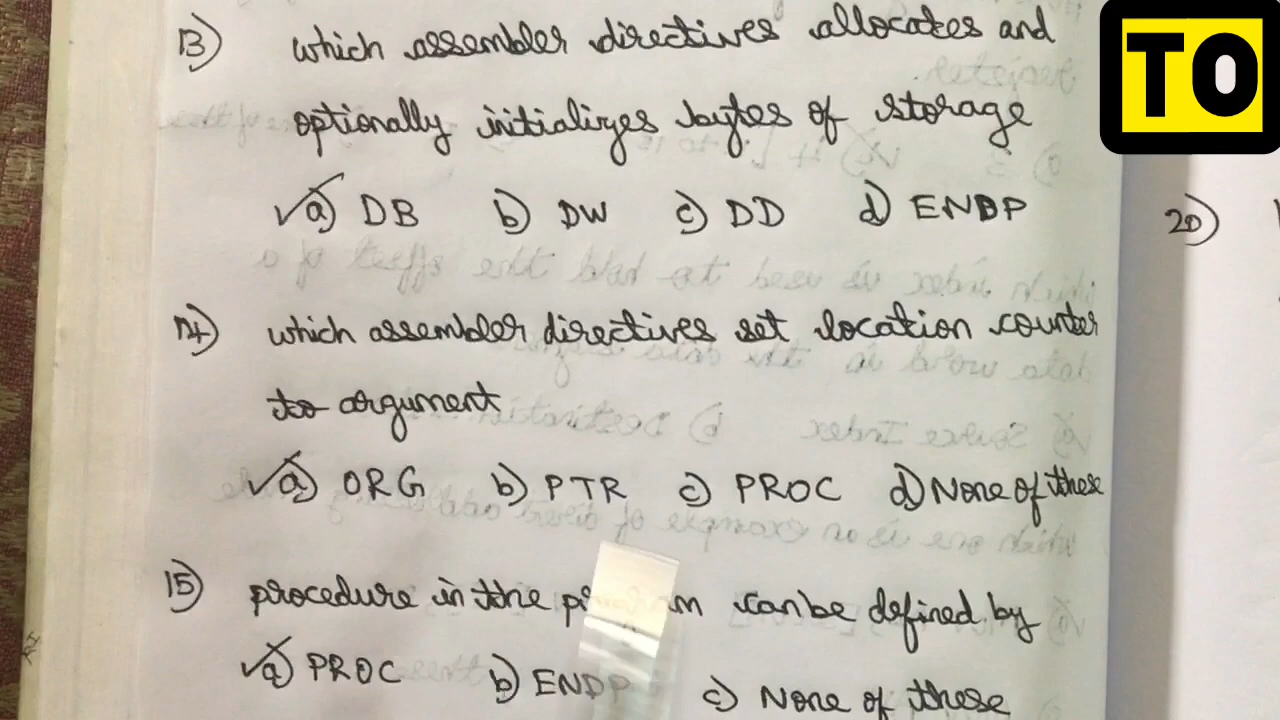 TO
13) which assembler directives allocates and
optionally initializes bytes of storage
a) DB b) DW c) DD d) ENDP
14) which assembler directives set location counter
to argument
a) ORG b) PTR c) PROC d) None of these
15) procedure in the program can be defined by
a) PROC b) ENDP c) None of these
20)